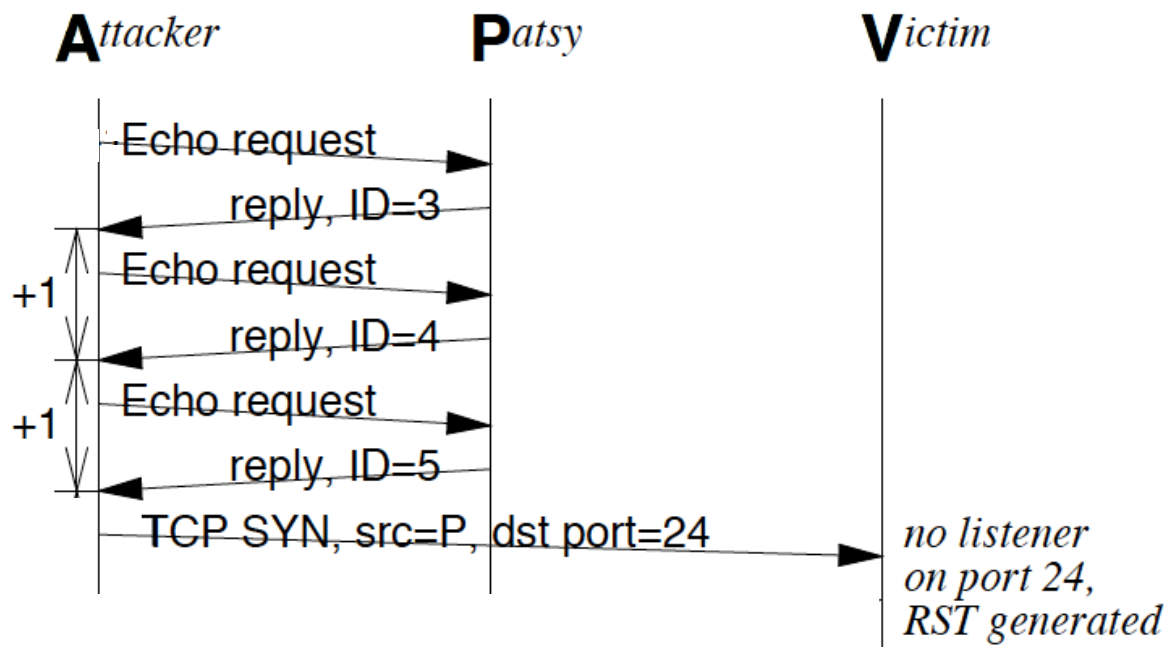 Attacker Patsy Victim
Echo request
reply, ID=3
+1
Echo request
reply, ID=4
+1
Echo request
reply, ID=5
TCP SYN, src=P, dst port=24
no listener
on port 24,
RST generated